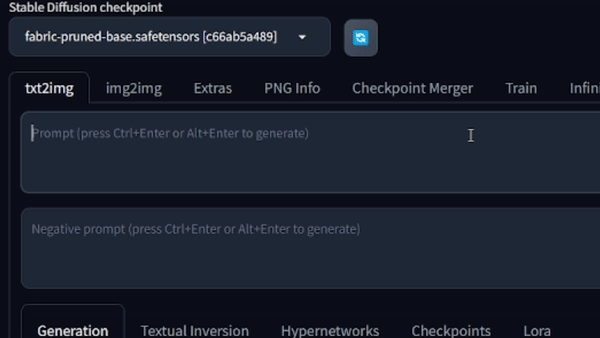 Stable Diffusion checkpoint
fabric-pruned-base.safetensors [c66ab5a489]
txt2img img2img Extras PNG Info Checkpoint Merger Train Infini
Prompt (press Ctrl+Enter or Alt+Enter to generate)
Negative prompt (press Ctrl+Enter or Alt+Enter to generate)
Generation Textual Inversion Hypernetworks Checkpoints Lora